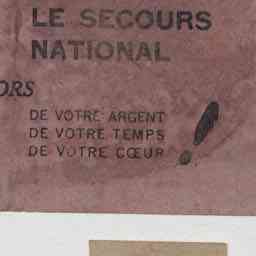 LE SECOURS
NATIONAL
ORS
DE VOTRE ARGENT
DE VOTRE TEMPS
DE VOTRE CŒUR !